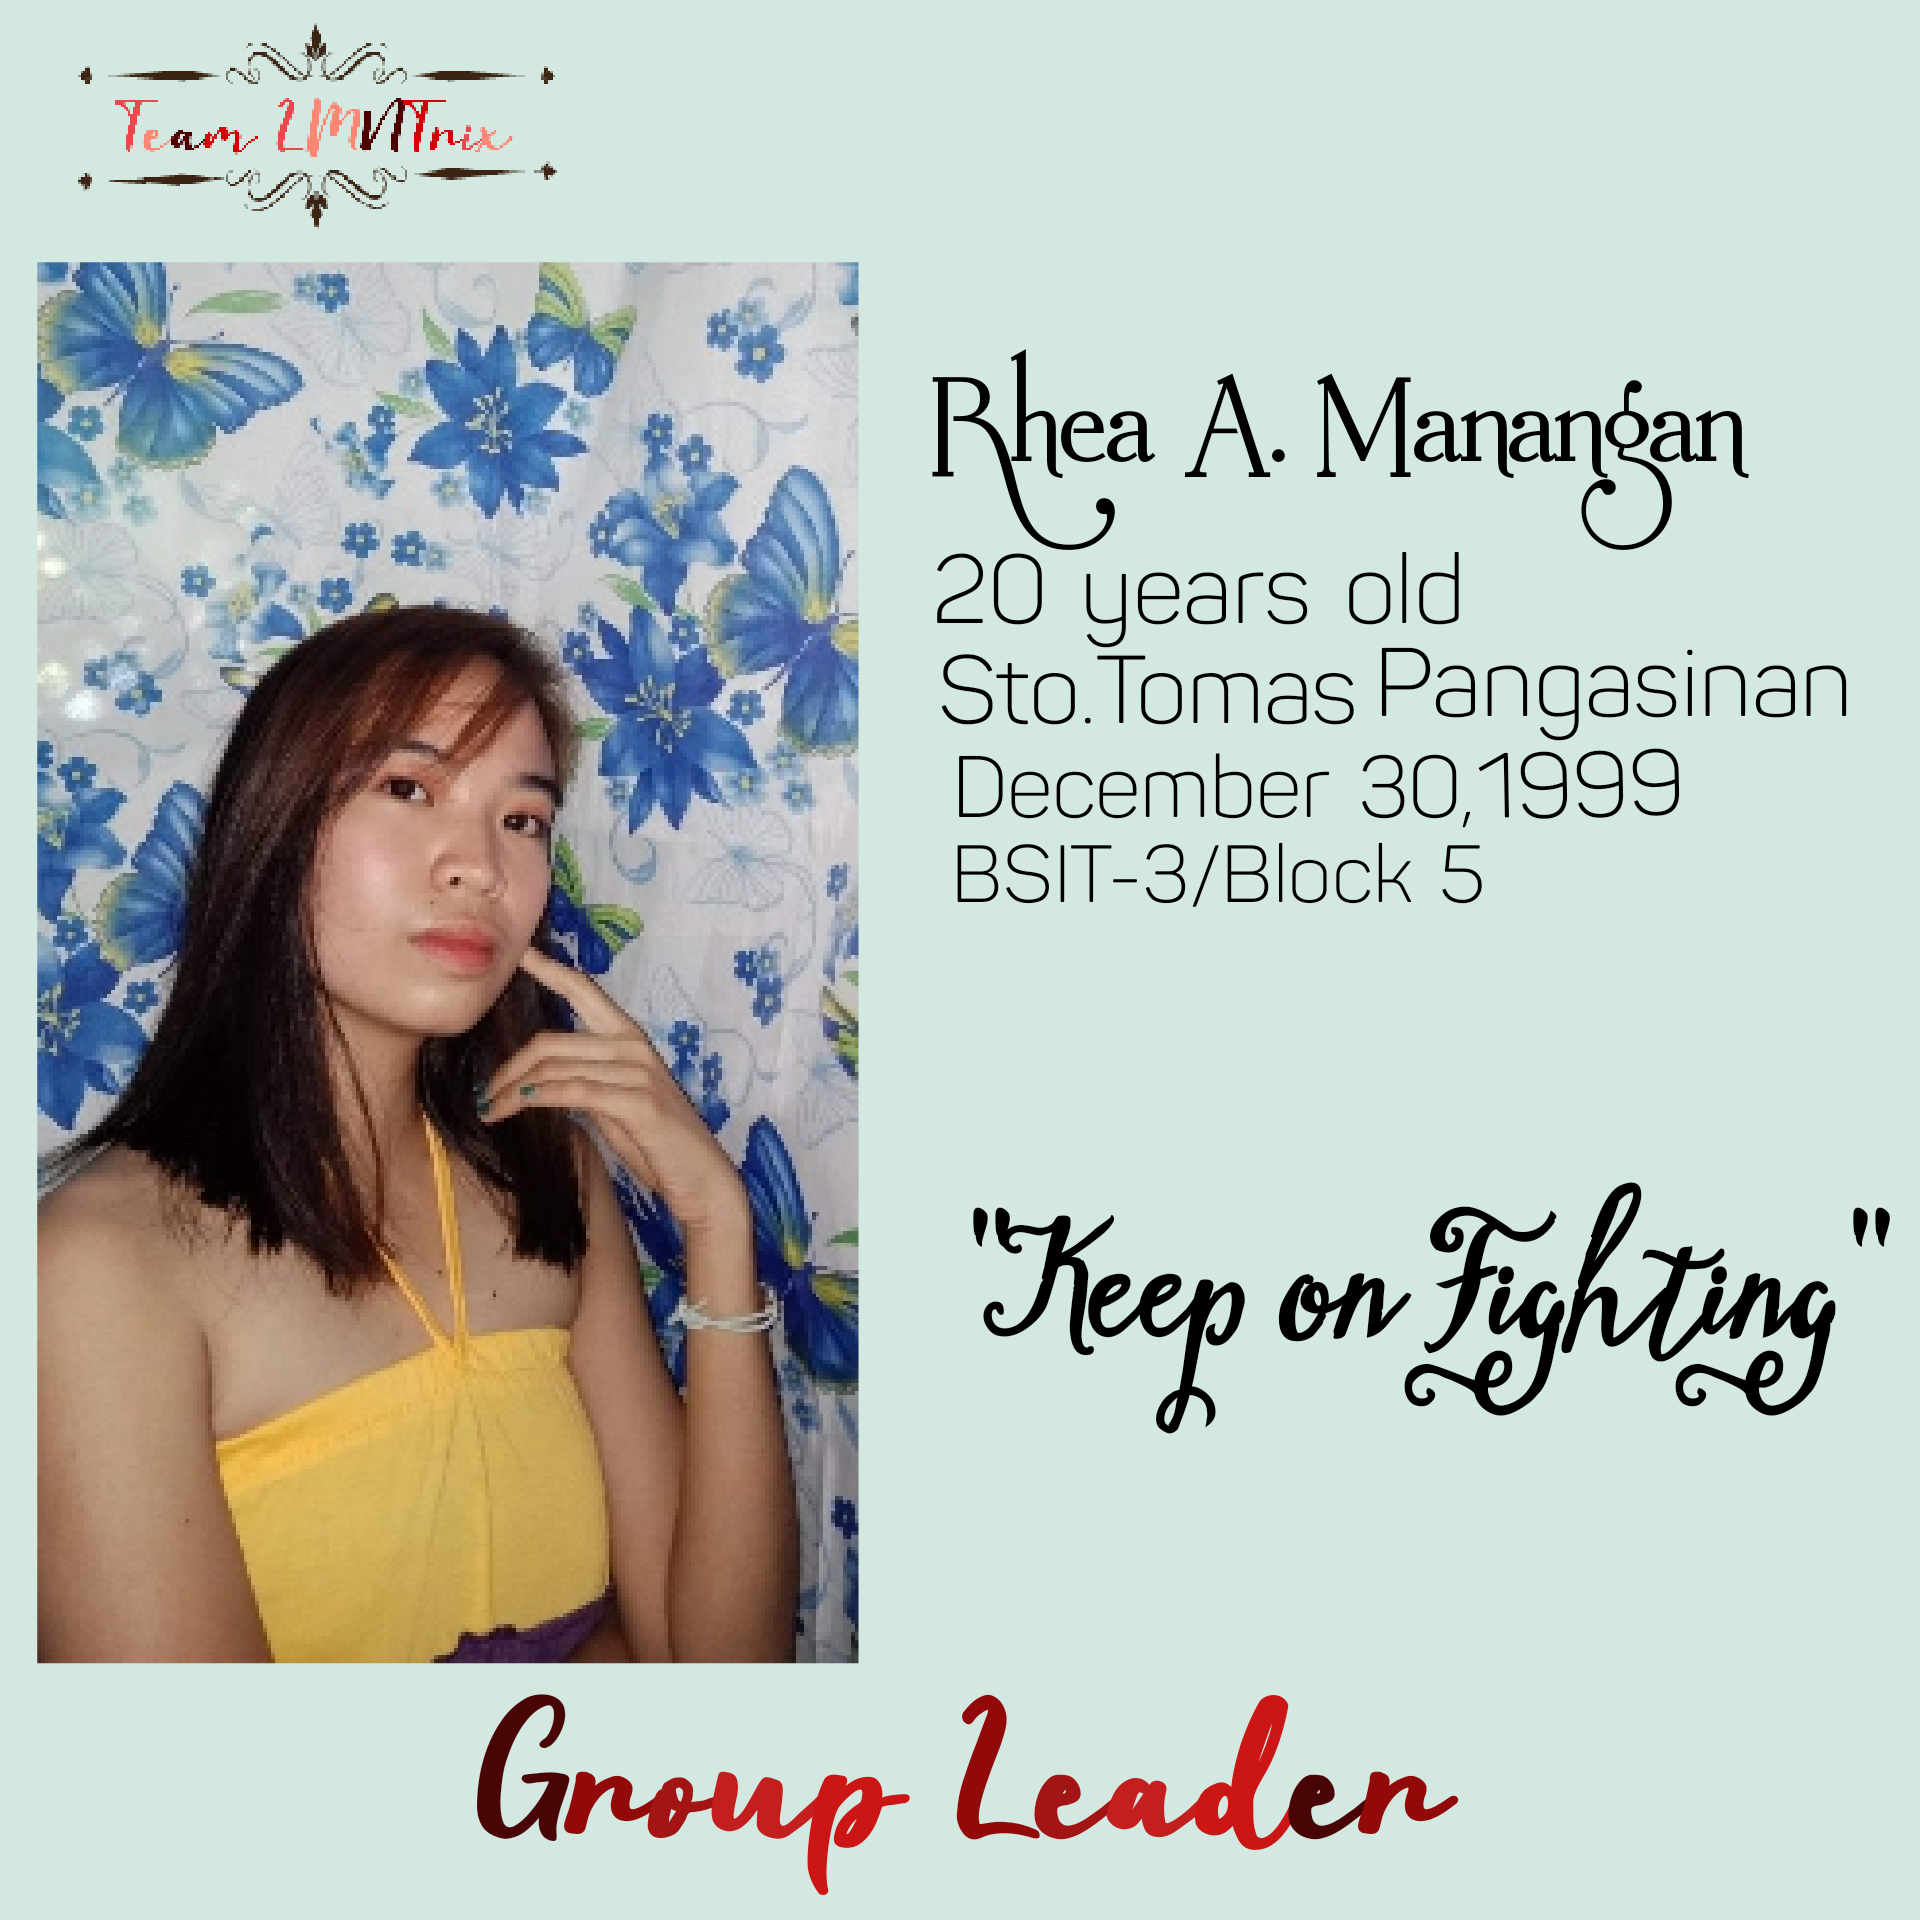 Team LMNTnix
Rhea A. Manangan
20 years old
Sto.Tomas Pangasinan
December 30,1999
BSIT-3/Block 5
"Keep on Fighting"
Group Leader